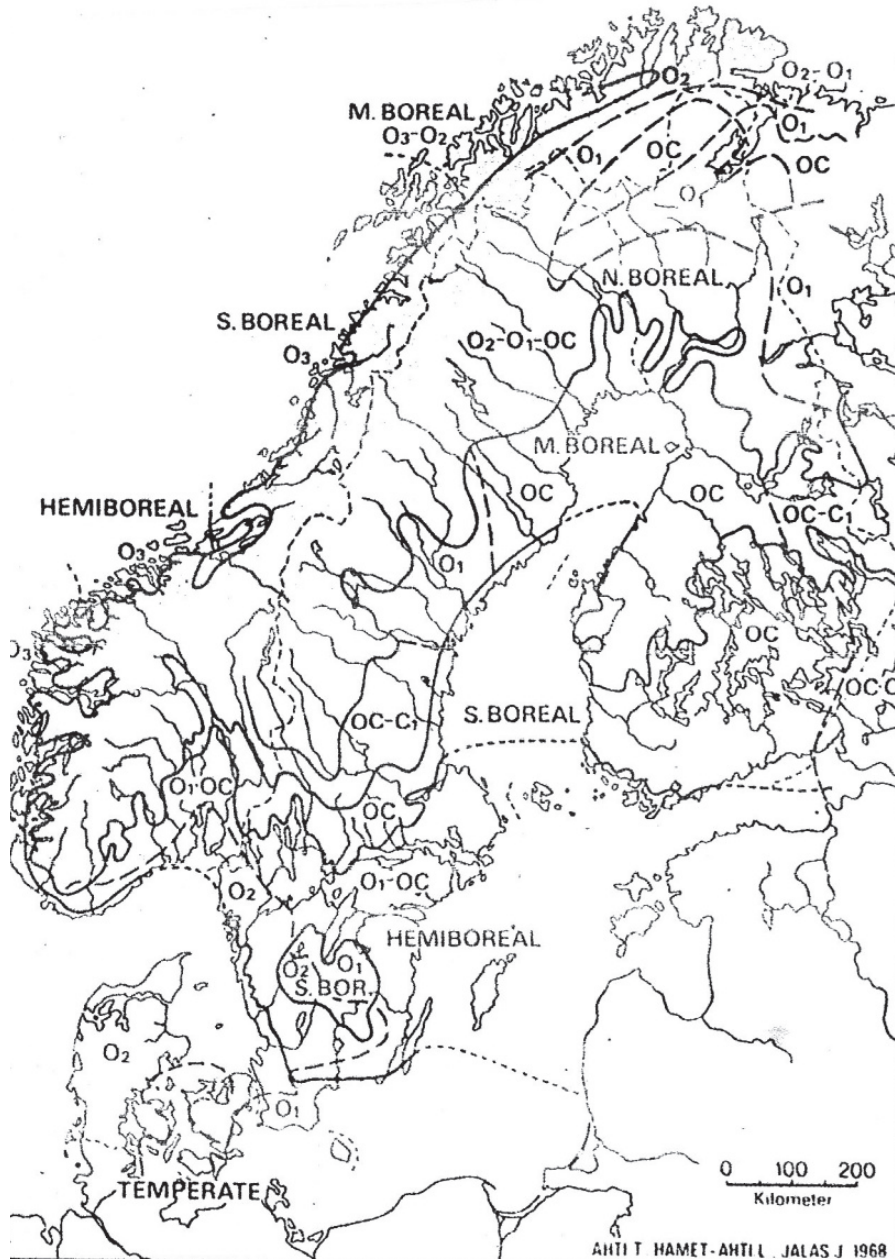 O₂
O₂-O₁
M. BOREAL
O₃-O₂
O₁
O₁
OC
OC
N. BOREAL
O₁
S. BOREAL
O₃
O₂-O₁-OC
M. BOREAL
OC
OC
HEMIBOREAL
OC-C₁
O₃
O₁
O₃
OC
OC-C₁
S. BOREAL
O₁-OC
OC
O₂
O₁-OC
HEMIBOREAL
O₂
O₁
S. BOR.
O₂
O₁
TEMPERATE
0 100 200
Kilometer
AHTI T. HAMET-AHTI L. JALAS J. 1968